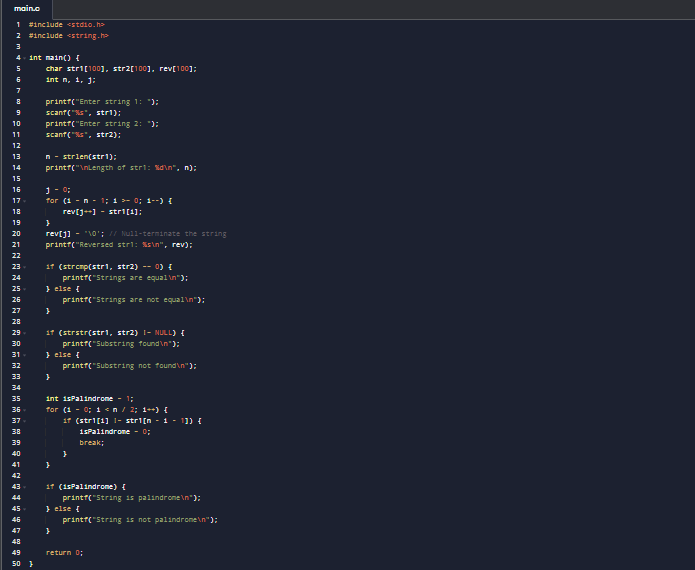 main.c
1 #include <stdio.h>
2 #include <string.h>
3
4 int main() {
5     char str1[100], str2[100], rev[100];
6     int n, i, j;
7
8     printf("Enter string 1: ");
9     scanf("%s", str1);
10     printf("Enter string 2: ");
11     scanf("%s", str2);
12
13     n = strlen(str1);
14     printf("\nLength of str1: %d\n", n);
15
16     j = 0;
17     for (i = n - 1; i >= 0; i--) {
18         rev[j++] = str1[i];
19     }
20     rev[j] = '\0'; // Null-terminate the string
21     printf("Reversed str1: %s\n", rev);
22
23     if (strcmp(str1, str2) == 0) {
24         printf("Strings are equal\n");
25     } else {
26         printf("Strings are not equal\n");
27     }
28
29     if (strstr(str1, str2) != NULL) {
30         printf("Substring found\n");
31     } else {
32         printf("Substring not found\n");
33     }
34
35     int isPalindrome = 1;
36     for (i = 0; i < n / 2; i++) {
37         if (str1[i] != str1[n - i - 1]) {
38             isPalindrome = 0;
39             break;
40         }
41     }
42
43     if (isPalindrome) {
44         printf("String is palindrome\n");
45     } else {
46         printf("String is not palindrome\n");
47     }
48
49     return 0;
50 }